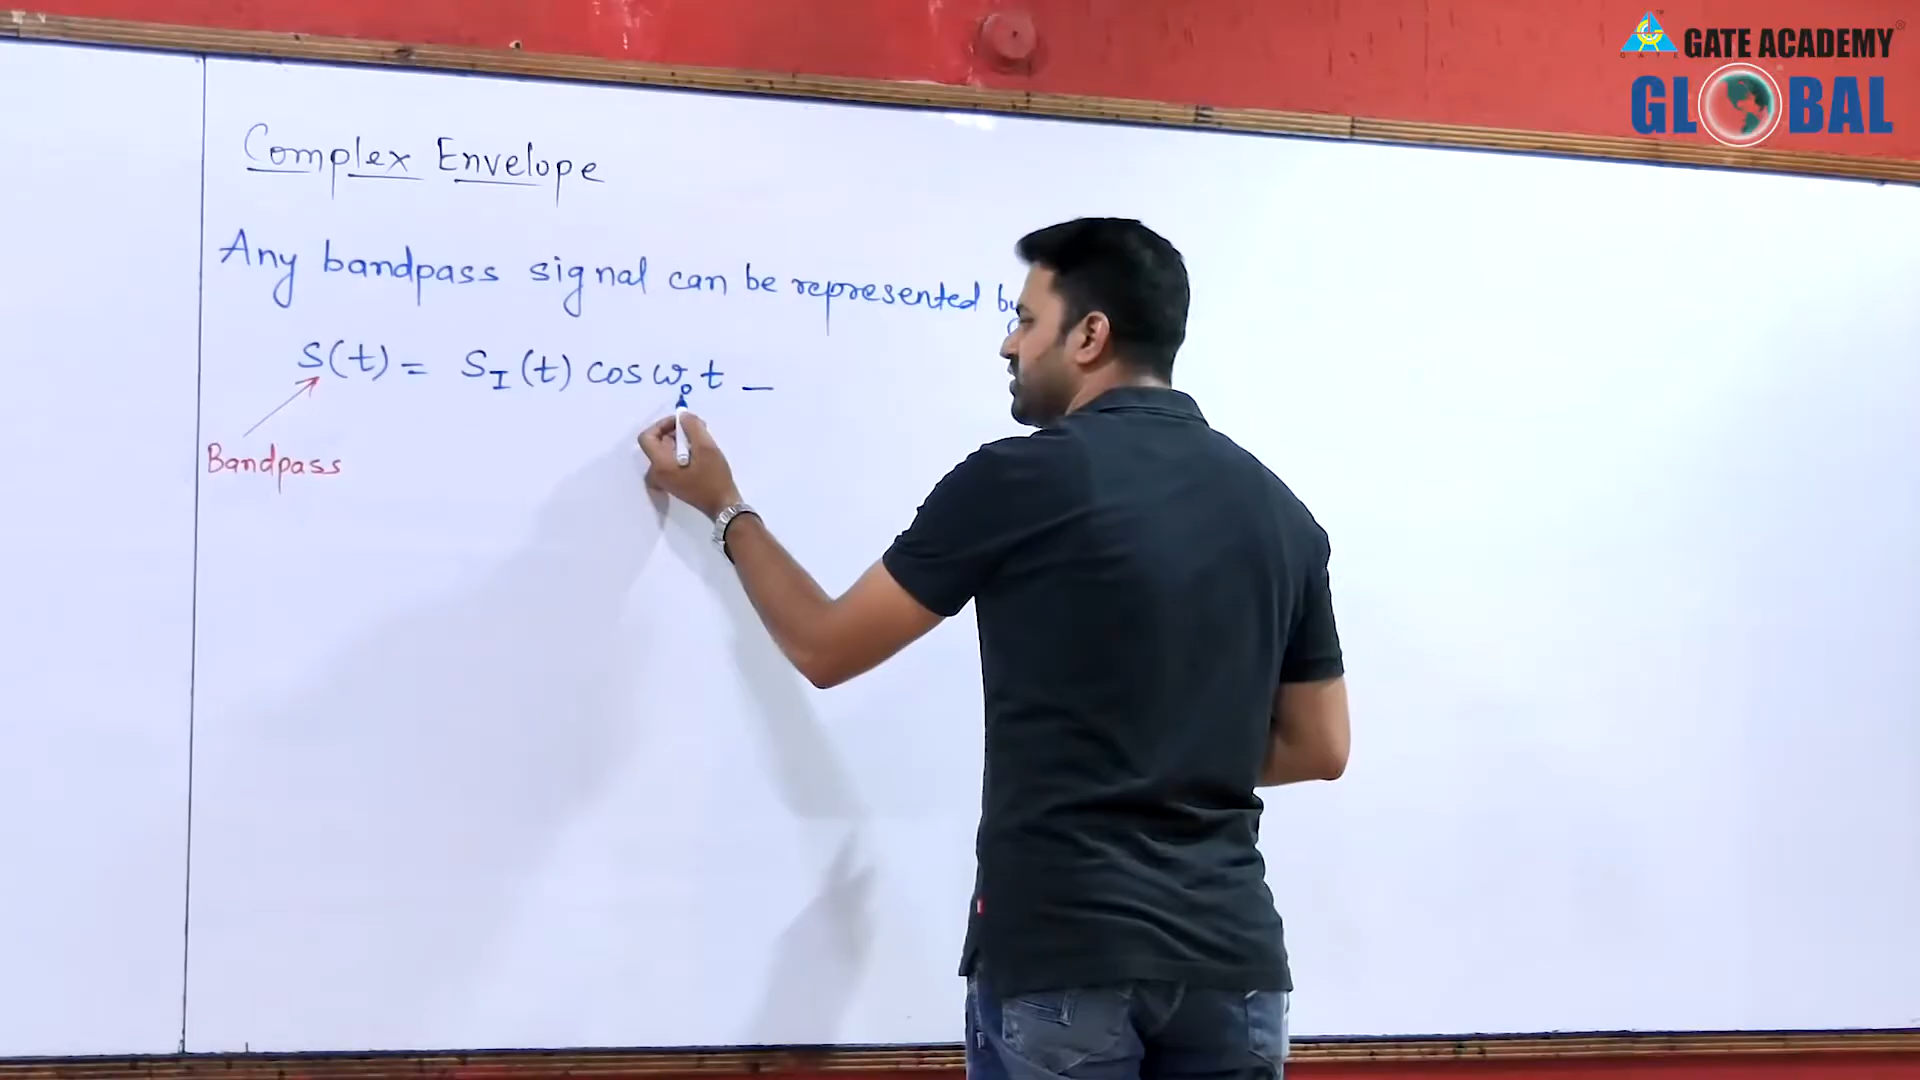 GATE ACADEMY
GLOBAL
Complex Envelope
Any bandpass signal can be represented by
S(t) = S_I(t) cos ω₀t −
Bandpass